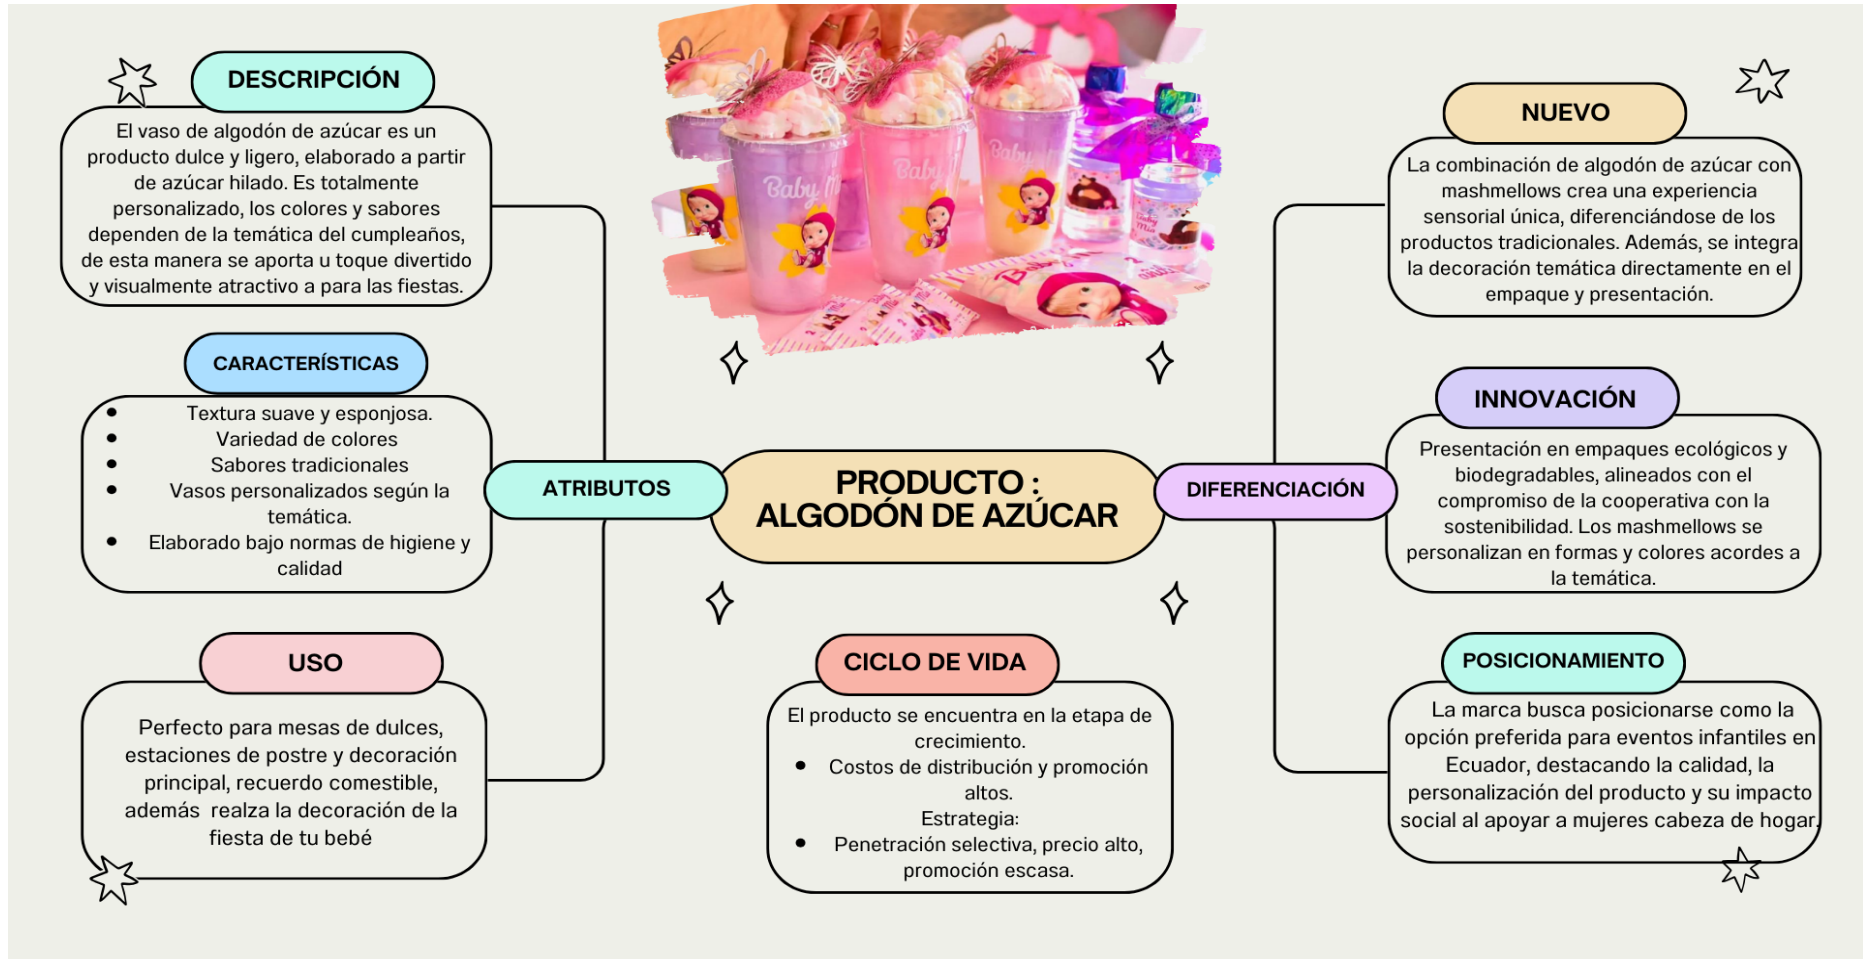 DESCRIPCIÓN
El vaso de algodón de azúcar es un
producto dulce y ligero, elaborado a partir
de azúcar hilado. Es totalmente
personalizado, los colores y sabores
dependen de la temática del cumpleaños,
de esta manera se aporta u toque divertido
y visualmente atractivo a para las fiestas.
CARACTERÍSTICAS
• Textura suave y esponjosa.
• Variedad de colores
• Sabores tradicionales
• Vasos personalizados según la
temática.
• Elaborado bajo normas de higiene y
calidad
USO
Perfecto para mesas de dulces,
estaciones de postre y decoración
principal, recuerdo comestible,
además realza la decoración de la
fiesta de tu bebé
ATRIBUTOS
Baby
Baby
Baby
Baby
Mia
PRODUCTO :
ALGODÓN DE AZÚCAR
CICLO DE VIDA
El producto se encuentra en la etapa de
crecimiento.
• Costos de distribución y promoción
altos.
Estrategia:
• Penetración selectiva, precio alto,
promoción escasa.
DIFERENCIACIÓN
NUEVO
La combinación de algodón de azúcar con
mashmellows crea una experiencia
sensorial única, diferenciándose de los
productos tradicionales. Además, se integra
la decoración temática directamente en el
empaque y presentación.
INNOVACIÓN
Presentación en empaques ecológicos y
biodegradables, alineados con el
compromiso de la cooperativa con la
sostenibilidad. Los mashmellows se
personalizan en formas y colores acordes a
la temática.
POSICIONAMIENTO
La marca busca posicionarse como la
opción preferida para eventos infantiles en
Ecuador, destacando la calidad, la
personalización del producto y su impacto
social al apoyar a mujeres cabeza de hogar.